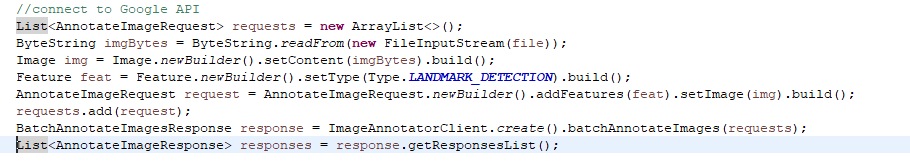 //connect to Google API
List<AnnotateImageRequest> requests = new ArrayList<>();
ByteString imgBytes = ByteString.readFrom(new FileInputStream(file));
Image img = Image.newBuilder().setContent(imgBytes).build();
Feature feat = Feature.newBuilder().setType(Type.LANDMARK_DETECTION).build();
AnnotateImageRequest request = AnnotateImageRequest.newBuilder().addFeatures(feat).setImage(img).build();
requests.add(request);
BatchAnnotateImagesResponse response = ImageAnnotatorClient.create().batchAnnotateImages(requests);
List<AnnotateImageResponse> responses = response.getResponsesList();